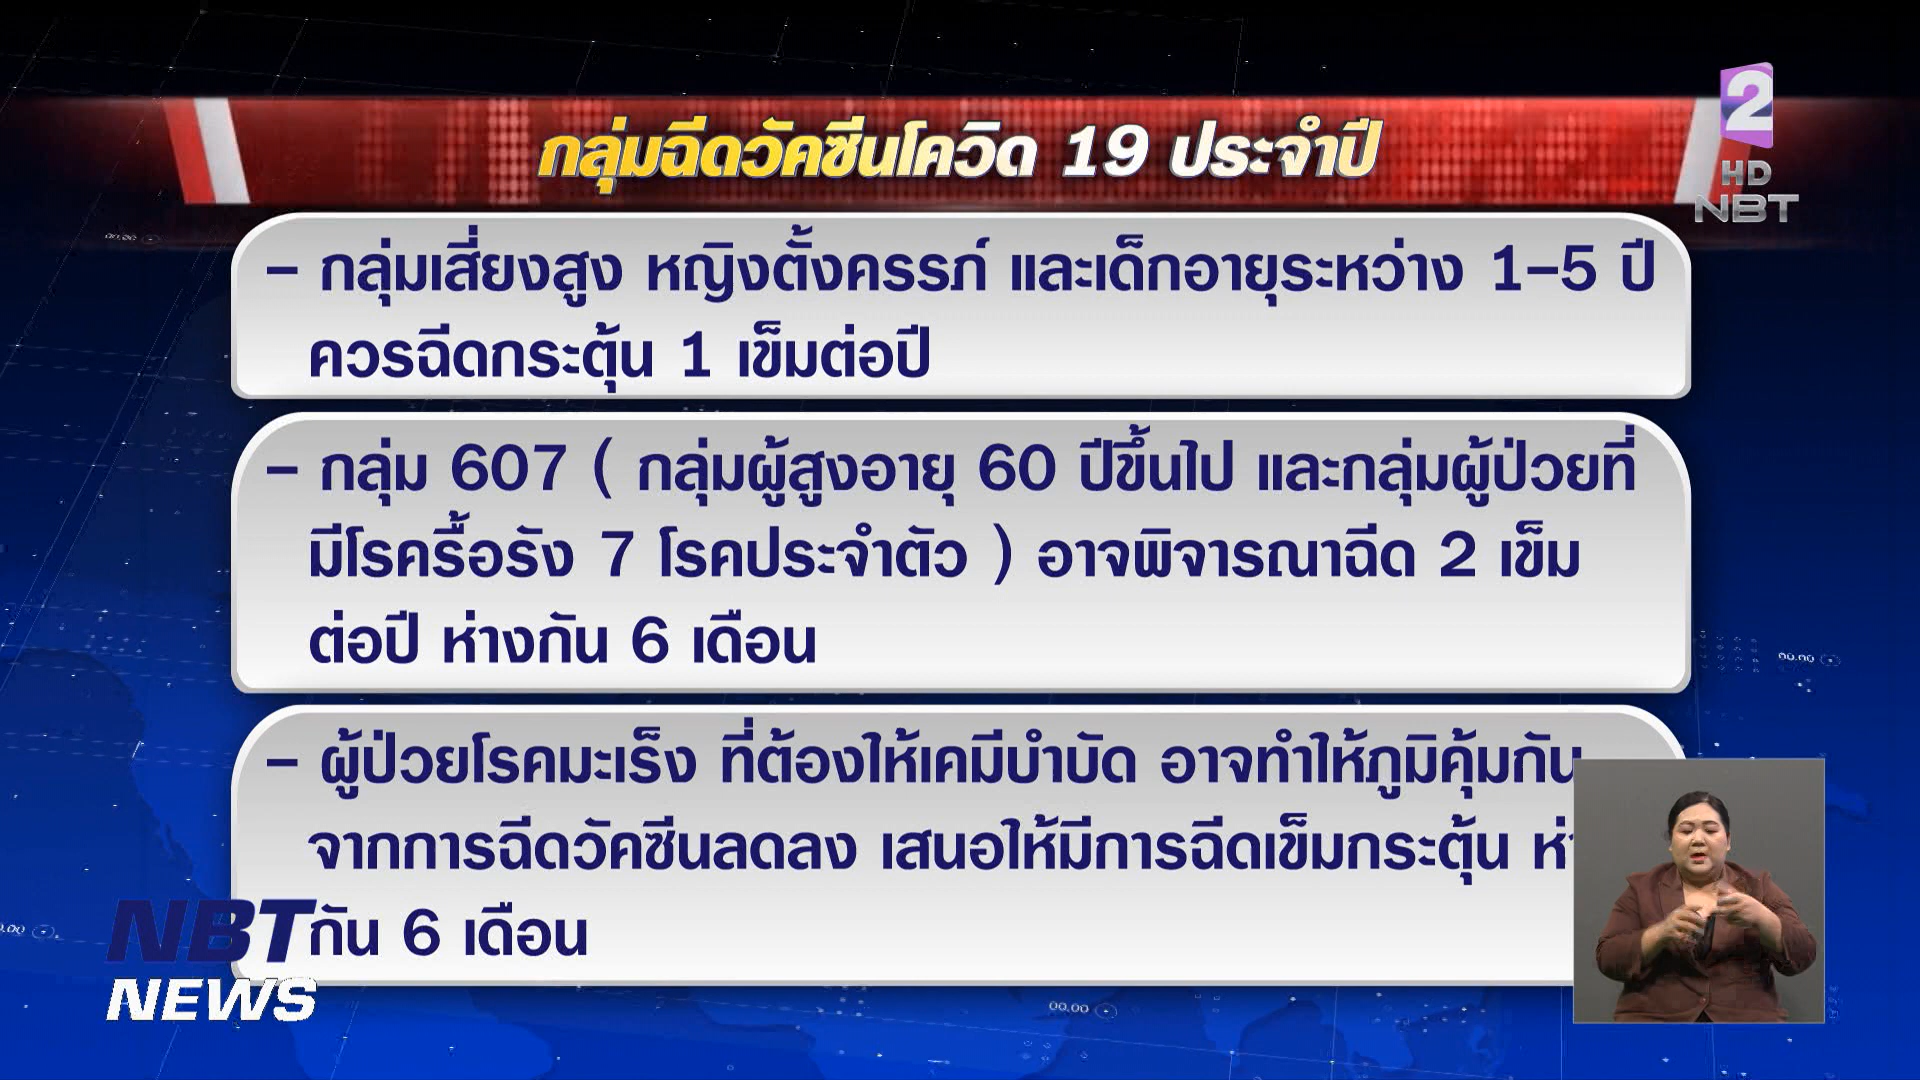 กลุ่มฉีดวัคซีนโควิด 19 ประจำปี
2
HD
NBT
– กลุ่มเสี่ยงสูง หญิงตั้งครรภ์ และเด็กอายุระหว่าง 1–5 ปี
ควรฉีดกระตุ้น 1 เข็มต่อปี
– กลุ่ม 607 ( กลุ่มผู้สูงอายุ 60 ปีขึ้นไป และกลุ่มผู้ป่วยที่
มีโรครื้อรัง 7 โรคประจำตัว ) อาจพิจารณาฉีด 2 เข็ม
ต่อปี ห่างกัน 6 เดือน
– ผู้ป่วยโรคมะเร็ง ที่ต้องให้เคมีบำบัด อาจทำให้ภูมิคุ้มกัน
จากการฉีดวัคซีนลดลง เสนอให้มีการฉีดเข็มกระตุ้น
กัน 6 เดือน
NBT
NEWS
00.00
00.00
00.00